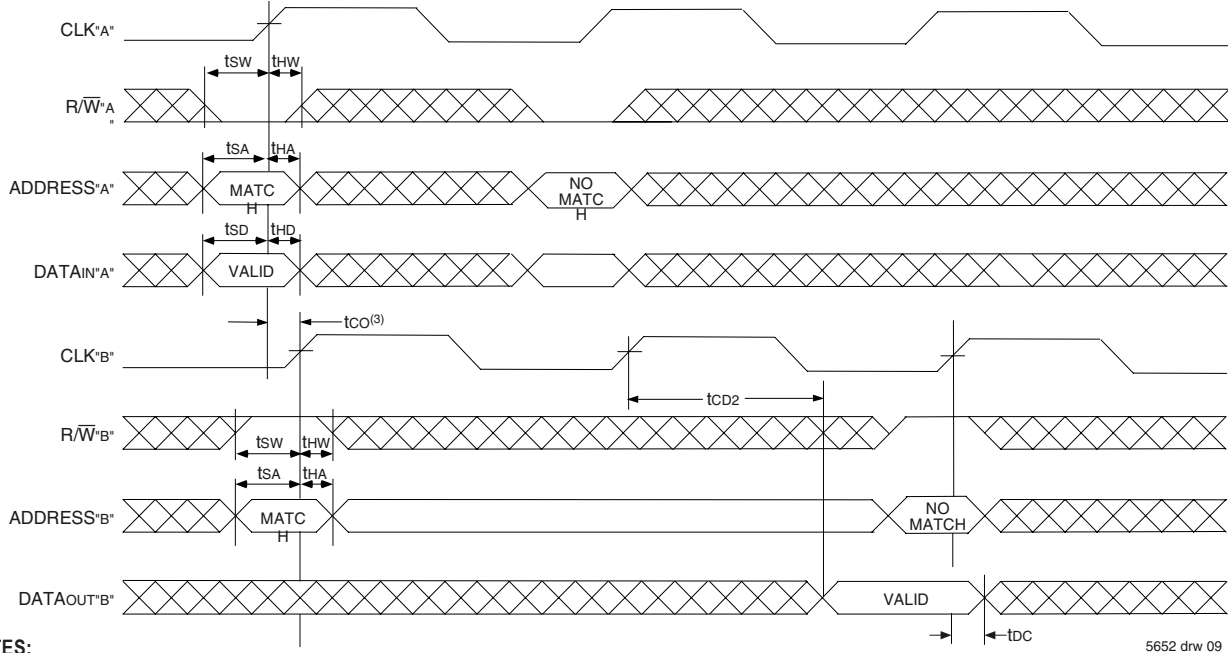 CLK"A"
tSW tHW
R/W"A
"
tSA tHA
ADDRESS"A"
MATC
H
NO
MATC
H
tSD tHD
DATAIN"A"
VALID
tCO(3)
CLK"B"
tCD2
R/W"B"
tSW tHW
tSA tHA
ADDRESS"B"
MATC
H
NO
MATCH
DATAOUT"B"
VALID
tDC
TES:
5652 drw 09